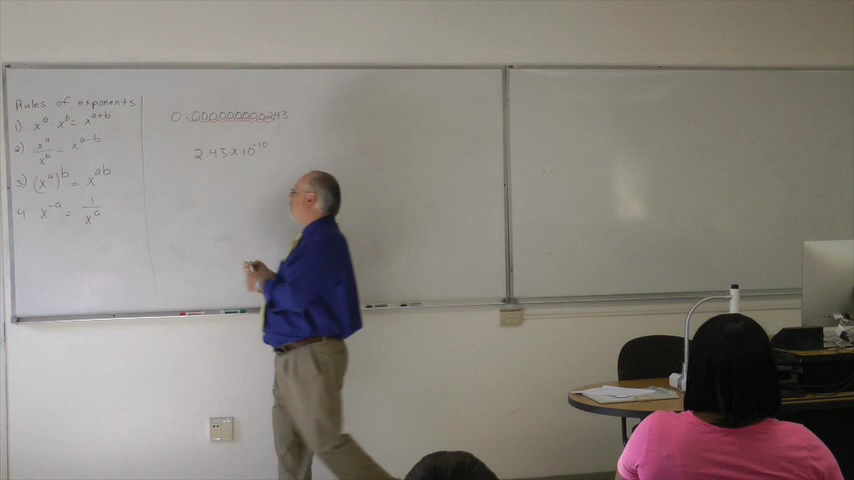 Rules of exponents
1) x^a x^b = x^(a+b)
2) x^a / x^b = x^(a-b)
3) (x^a)^b = x^(ab)
4 x^-a = 1 / x^a
0.000000000243
2.43 x 10^-10